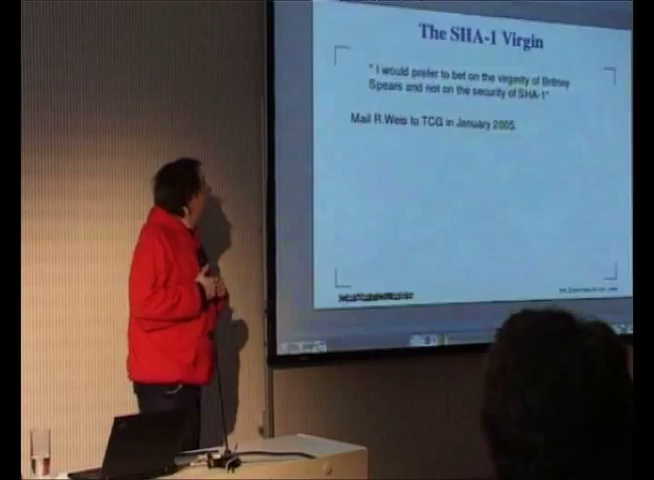 The SHA-1 Virgin
" I would prefer to bet on the virginity of Britney
Spears and not on the security of SHA-1"
Mail R.Weis to TCG in January 2005.